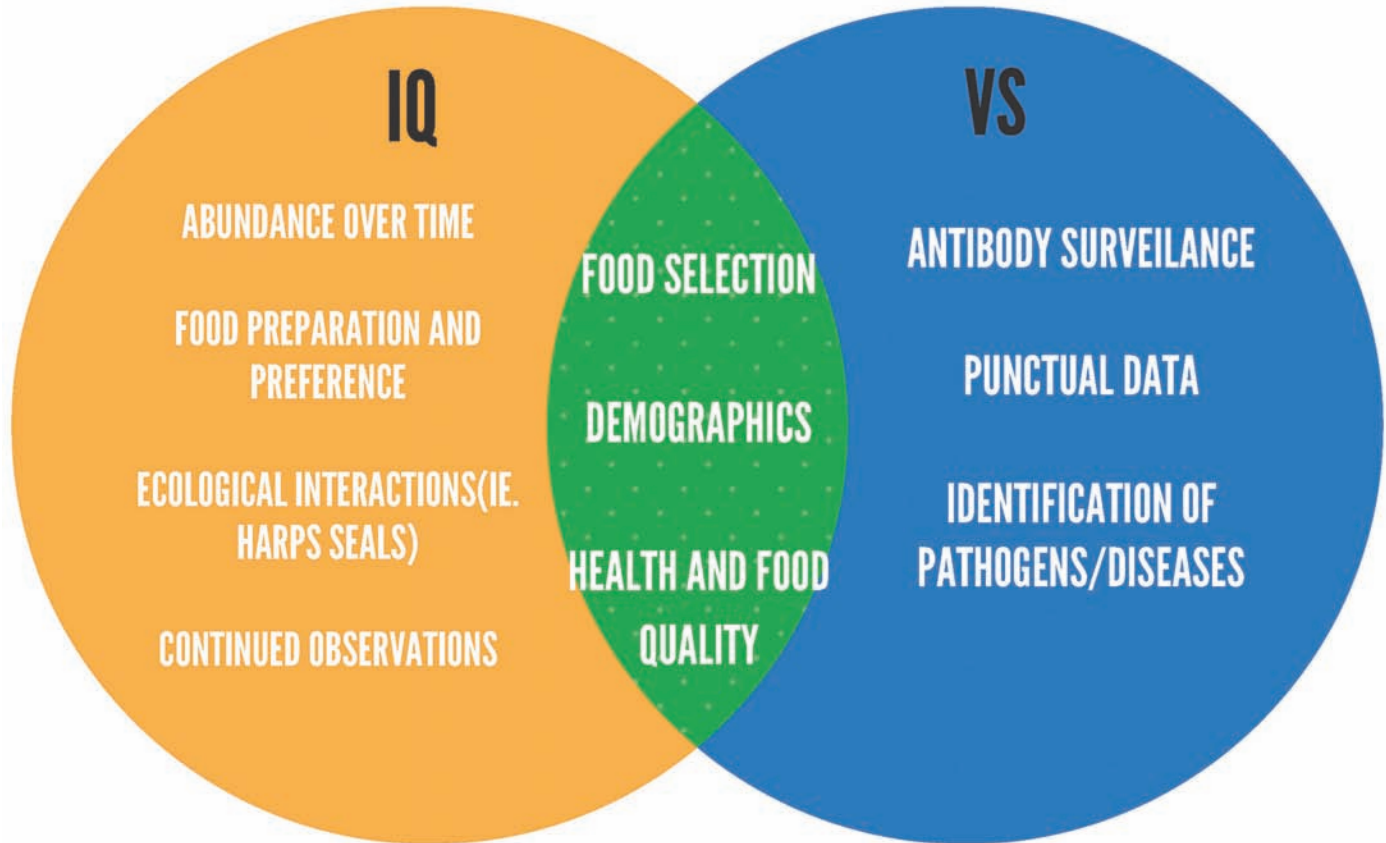 IQ
ABUNDANCE OVER TIME
FOOD PREPARATION AND
PREFERENCE
ECOLOGICAL INTERACTIONS(IE.
HARPS SEALS)
CONTINUED OBSERVATIONS
FOOD SELECTION
DEMOGRAPHICS
HEALTH AND FOOD
QUALITY
VS
ANTIBODY SURVEILANCE
PUNCTUAL DATA
IDENTIFICATION OF
PATHOGENS/DISEASES